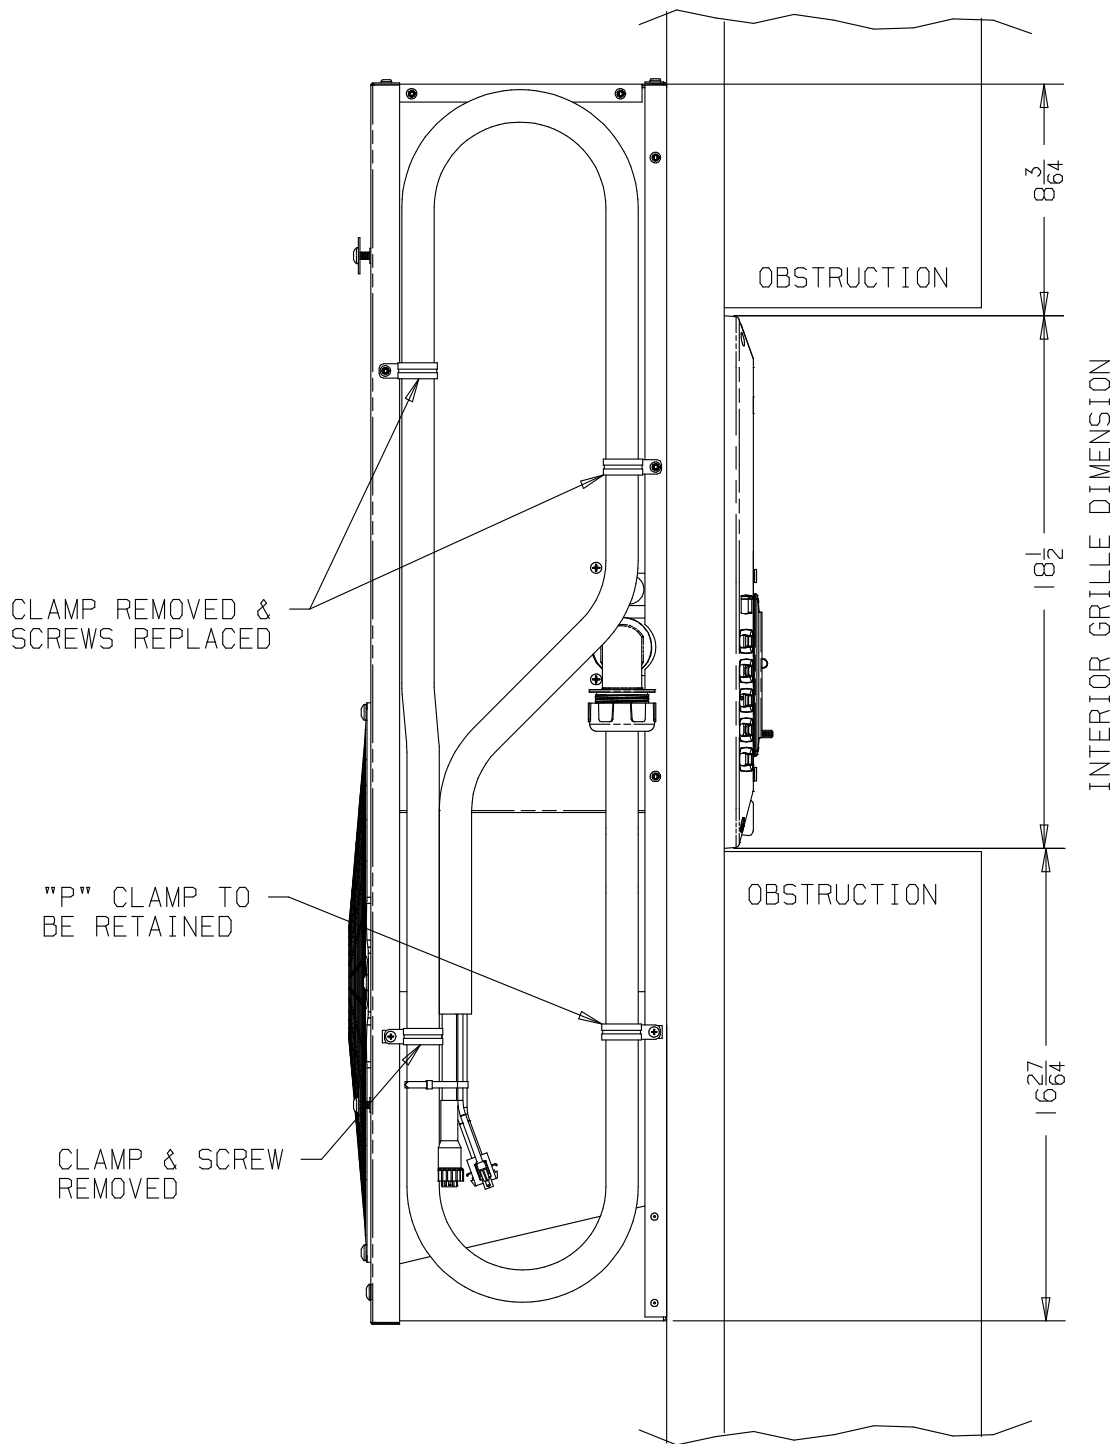 8 3/64
OBSTRUCTION
18 1/2
INTERIOR GRILLE DIMENSION
CLAMP REMOVED &
SCREWS REPLACED
"P" CLAMP TO
BE RETAINED
OBSTRUCTION
16 27/64
CLAMP & SCREW
REMOVED